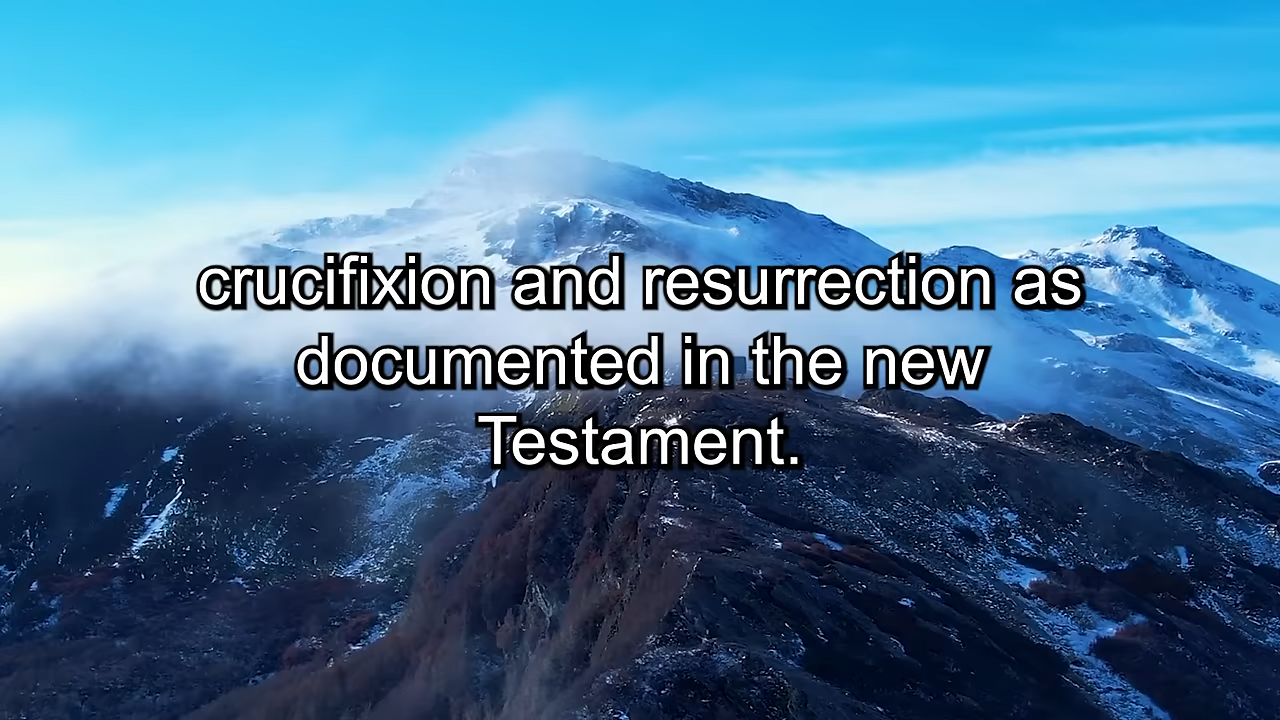 crucifixion and resurrection as
documented in the new
Testament.